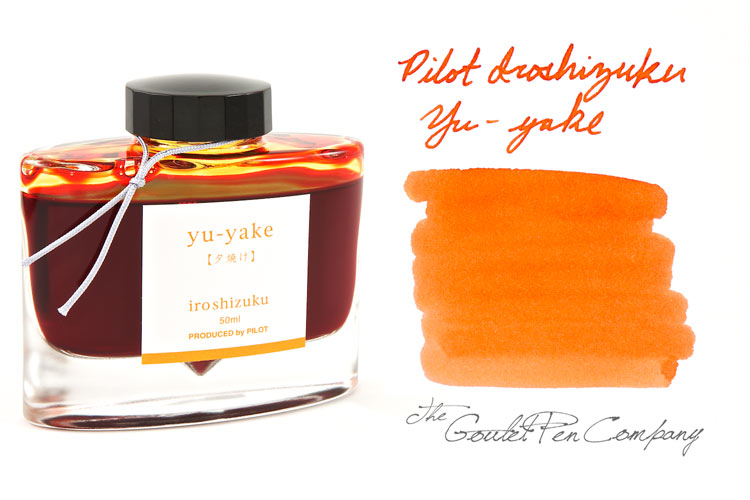 yu-yake
【夕焼け】
iroshizuku
50ml
PRODUCED by PILOT
Pilot Iroshizuku
Yu-yake
The Goulet Pen Company